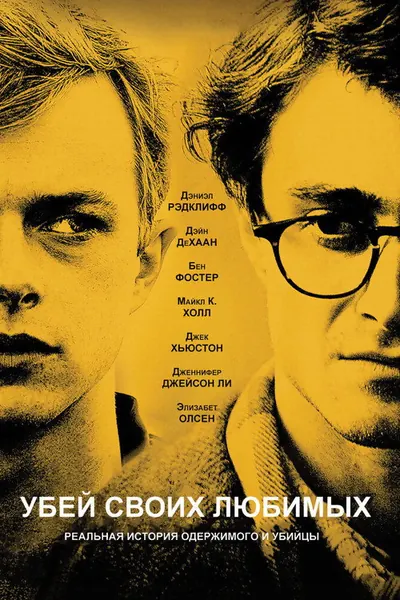 Дэниэл
РЭДКЛИФФ
Дэйн
ДеХААН
Бен
ФОСТЕР
Майкл К.
ХОЛЛ
Джек
ХЬЮСТОН
Дженнифер
ДЖЕЙСОН ЛИ
Элизабет
ОЛСЕН
УБЕЙ СВОИХ ЛЮБИМЫХ
РЕАЛЬНАЯ ИСТОРИЯ ОДЕРЖИМОГО И УБИЙЦЫ